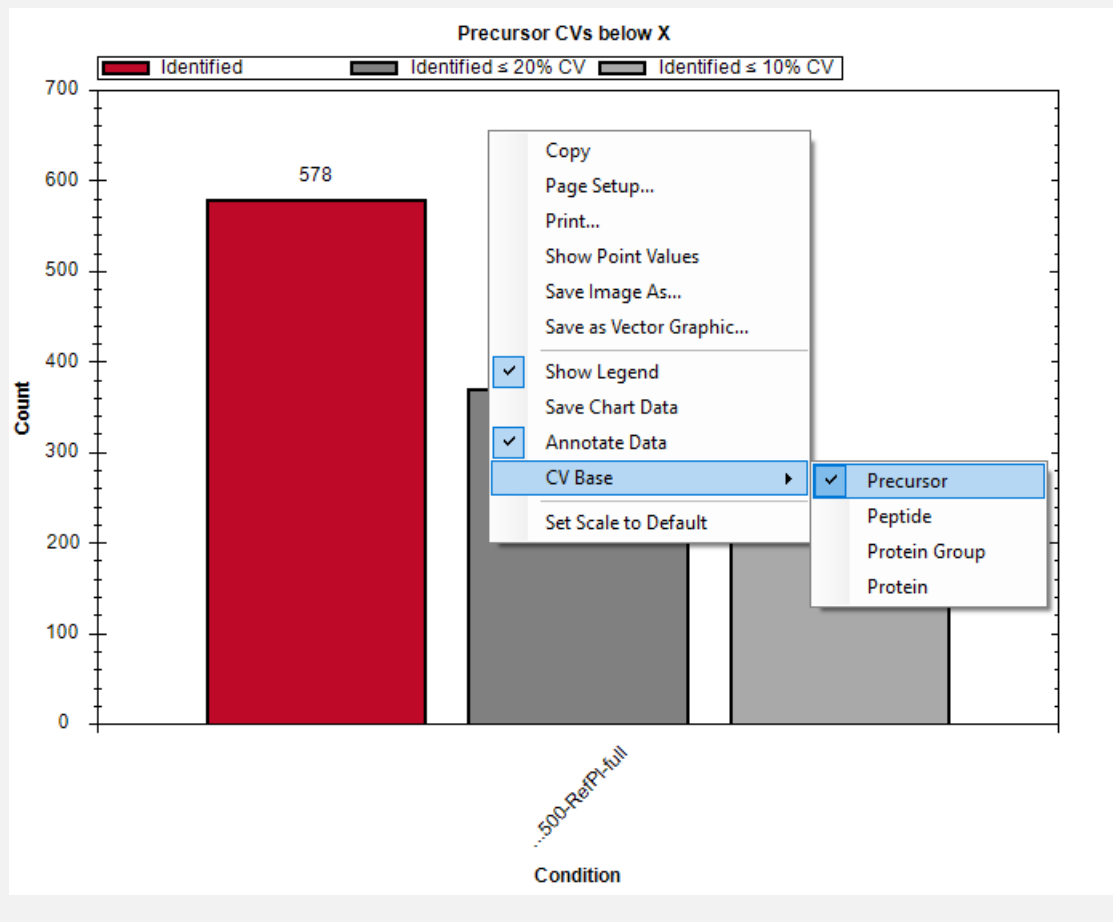 Precursor CVs below X
Identified Identified ≤ 20% CV Identified ≤ 10% CV
700
600
500
400
300
200
100
0
Count
578
Copy
Page Setup...
Print...
Show Point Values
Save Image As...
Save as Vector Graphic...
Show Legend
Save Chart Data
Annotate Data
CV Base
Set Scale to Default
Precursor
Peptide
Protein Group
Protein
...500-RefPl-full
Condition